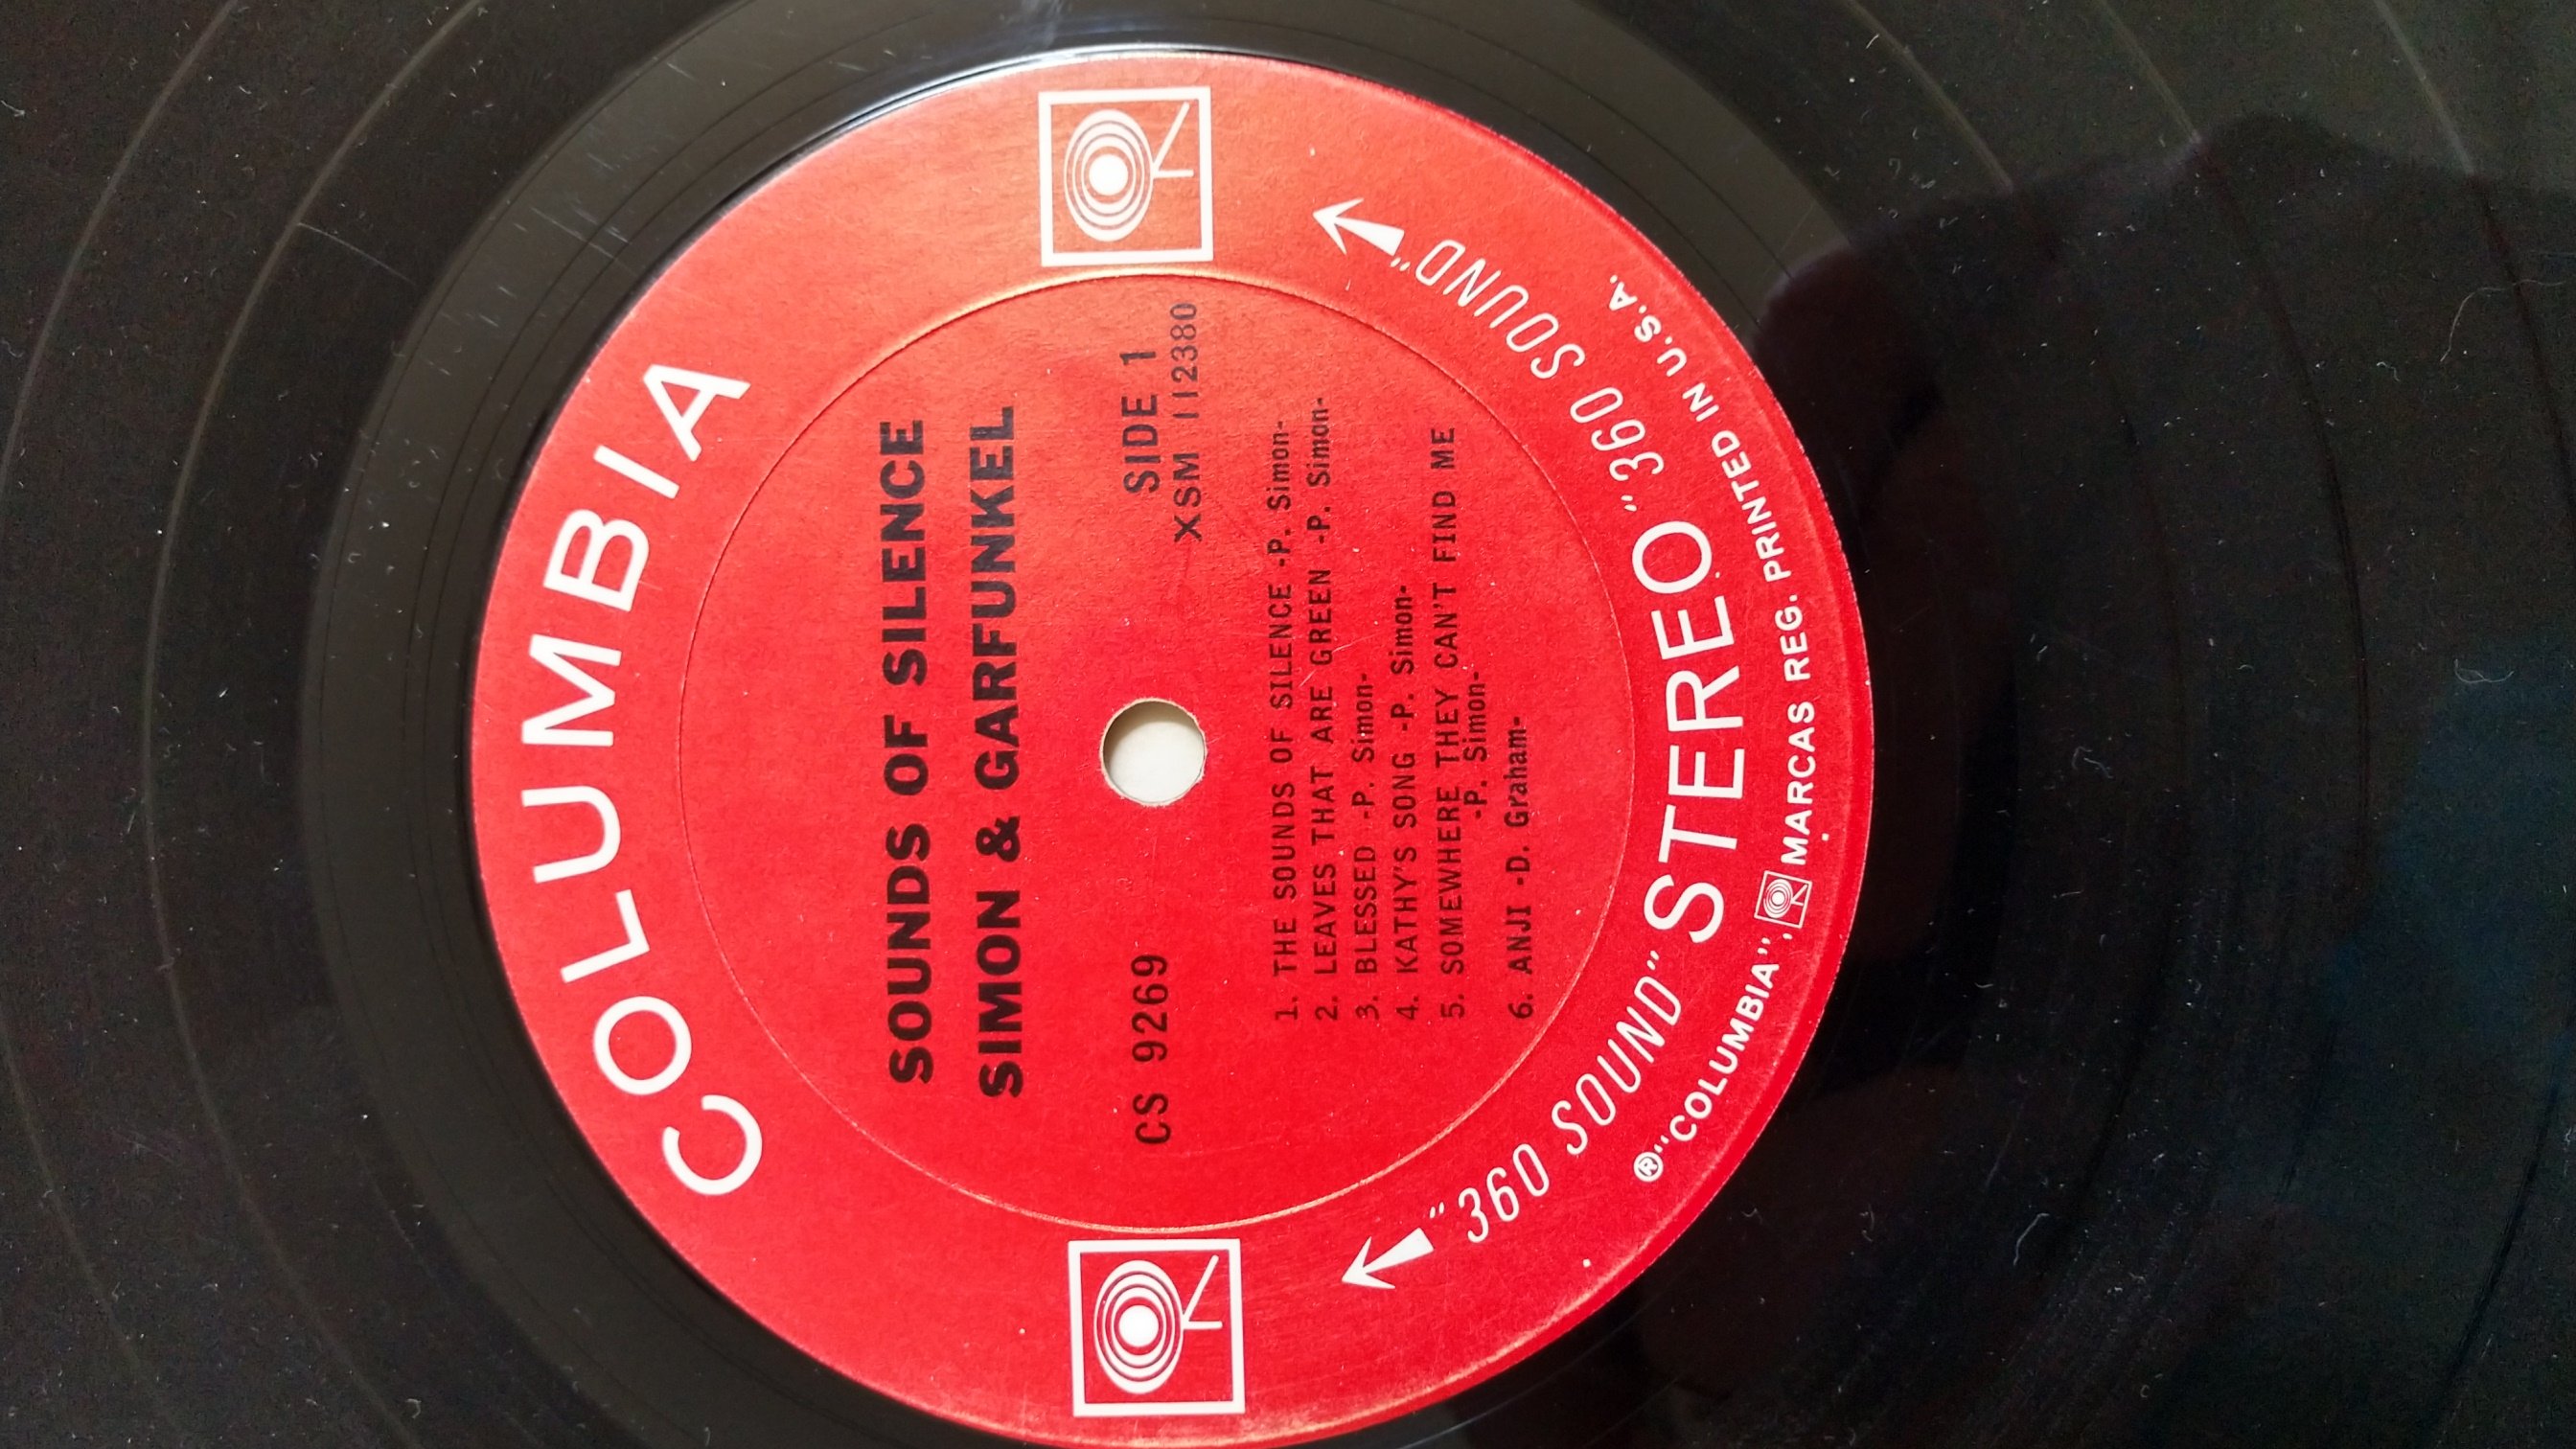 COLUMBIA
SOUNDS OF SILENCE
SIMON & GARFUNKEL
CS 9269
SIDE 1
XSM 112380
1. THE SOUNDS OF SILENCE -P. Simon-
2. LEAVES THAT ARE GREEN -P. Simon-
3. BLESSED -P. Simon-
4. KATHY'S SONG -P. Simon-
5. SOMEWHERE THEY CAN'T FIND ME
-P. Simon-
6. ANJI -D. Graham-
"360 SOUND" STEREO "360 SOUND"
®"COLUMBIA", MARCAS REG. PRINTED IN U.S.A.